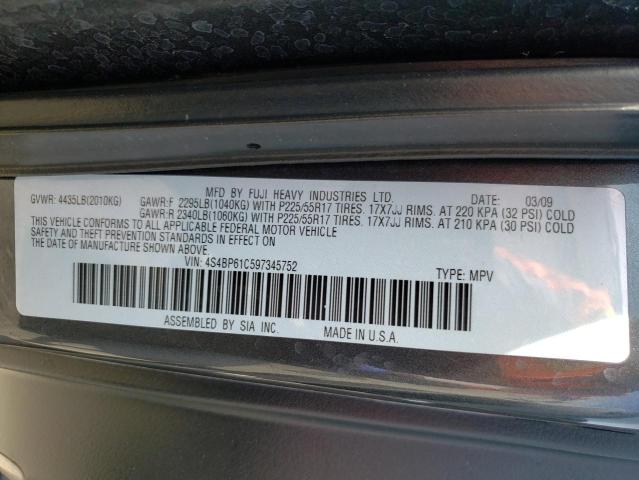 MFD BY FUJI HEAVY INDUSTRIES LTD. DATE: 03/09
GVWR: 4435LB(2010KG) GAWR:F 2295LB(1040KG) WITH P225/55R17 TIRES. 17X7JJ RIMS. AT 220 KPA (32 PSI) COLD
GAWR:R 2340LB(1060KG) WITH P225/55R17 TIRES. 17X7JJ RIMS. AT 210 KPA (30 PSI) COLD
THIS VEHICLE CONFORMS TO ALL APPLICABLE FEDERAL MOTOR VEHICLE
SAFETY AND THEFT PREVENTION STANDARDS IN EFFECT ON
THE DATE OF MANUFACTURE SHOWN ABOVE.
VIN: 4S4BP61C597345752 TYPE: MPV
ASSEMBLED BY SIA INC. MADE IN U.S.A.